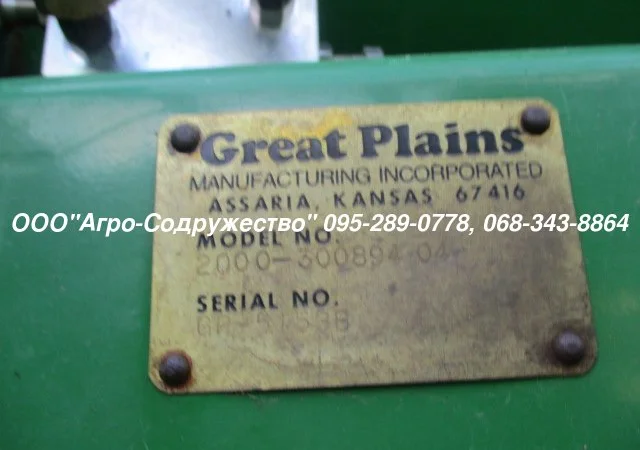 Great Plains
MANUFACTURING INCORPORATED
ASSARIA, KANSAS 67416
ООО"Агро-Содружество" 095-289-0778, 068-343-8864
MODEL NO.
SERIAL NO.